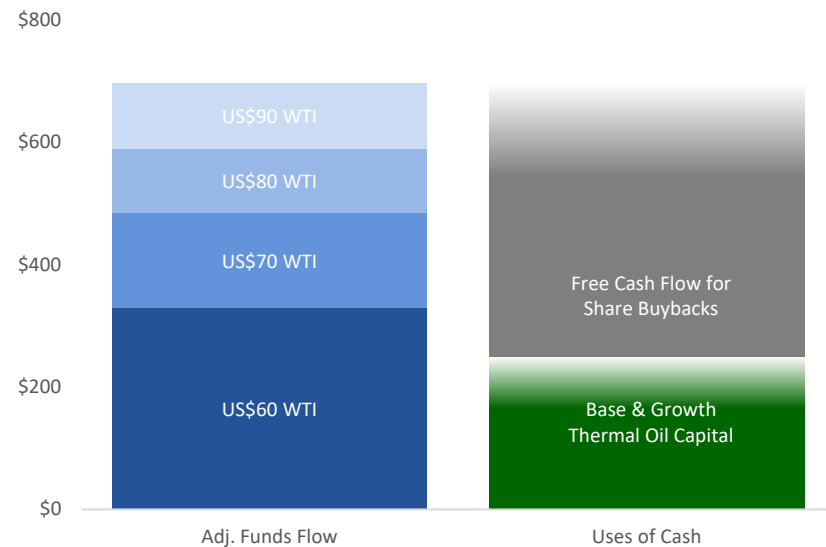 $800
$600
$400
$200
$0
US$90 WTI
US$80 WTI
US$70 WTI
US$60 WTI
Free Cash Flow for
Share Buybacks
Base & Growth
Thermal Oil Capital
Adj. Funds Flow
Uses of Cash